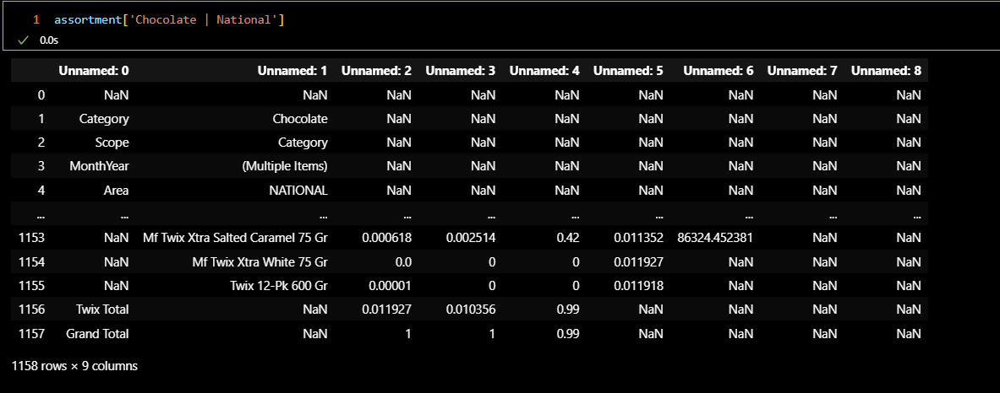 1 assortment['Chocolate | National']
0.0s
Unnamed: 0 Unnamed: 1 Unnamed: 2 Unnamed: 3 Unnamed: 4 Unnamed: 5 Unnamed: 6 Unnamed: 7 Unnamed: 8
0 NaN NaN NaN NaN NaN NaN NaN NaN NaN
1 Category Chocolate NaN NaN NaN NaN NaN NaN NaN
2 Scope Category NaN NaN NaN NaN NaN NaN NaN
3 MonthYear (Multiple Items) NaN NaN NaN NaN NaN NaN NaN
4 Area NATIONAL NaN NaN NaN NaN NaN NaN NaN
... ... ... ... ... ... ... ... ... ...
1153 NaN Mf Twix Xtra Salted Caramel 75 Gr 0.000618 0.002514 0.42 0.011352 86324.452381 NaN NaN
1154 NaN Mf Twix Xtra White 75 Gr 0.0 0 0 0.011927 NaN NaN NaN
1155 NaN Twix 12-Pk 600 Gr 0.00001 0 0 0.011918 NaN NaN NaN
1156 Twix Total NaN 0.011927 0.010356 0.99 NaN NaN NaN NaN
1157 Grand Total NaN 1 1 0.99 NaN NaN NaN NaN
1158 rows × 9 columns